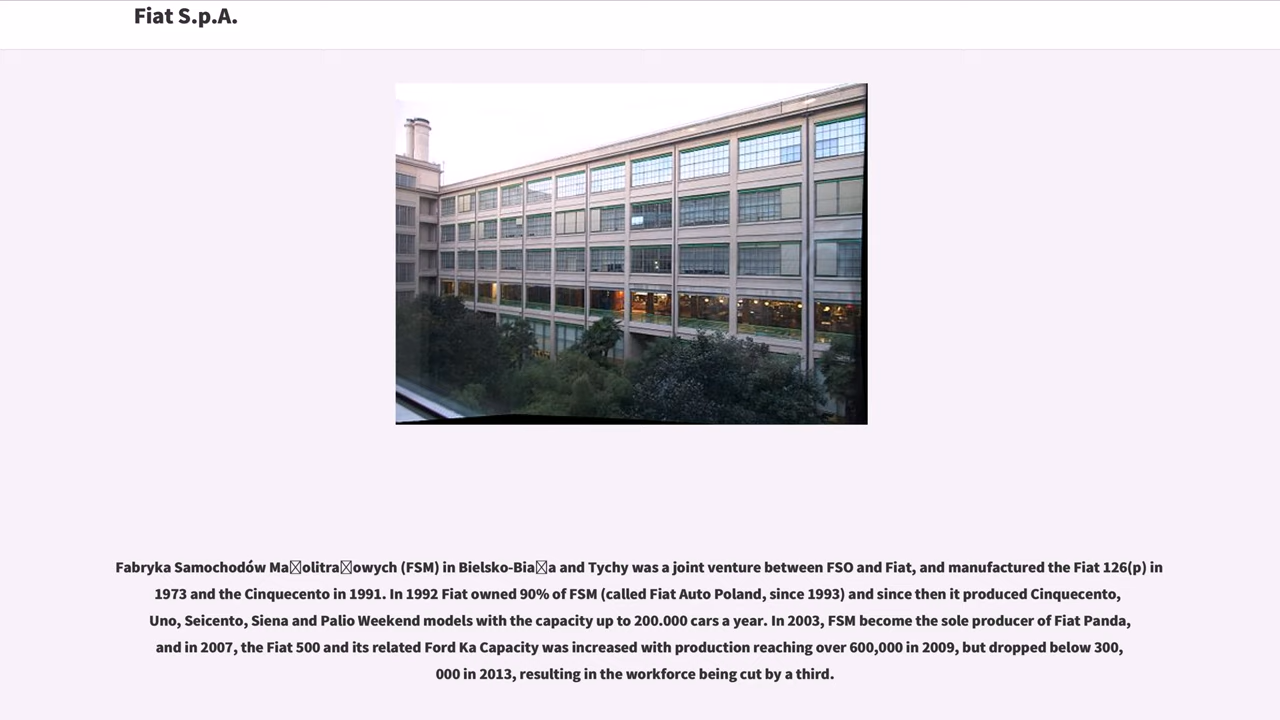 Fiat S.p.A.
Fabryka Samochodów Ma□olitra□owych (FSM) in Bielsko-Bia□a and Tychy was a joint venture between FSO and Fiat, and manufactured the Fiat 126(p) in
1973 and the Cinquecento in 1991. In 1992 Fiat owned 90% of FSM (called Fiat Auto Poland, since 1993) and since then it produced Cinquecento,
Uno, Seicento, Siena and Palio Weekend models with the capacity up to 200.000 cars a year. In 2003, FSM become the sole producer of Fiat Panda,
and in 2007, the Fiat 500 and its related Ford Ka Capacity was increased with production reaching over 600,000 in 2009, but dropped below 300,
000 in 2013, resulting in the workforce being cut by a third.